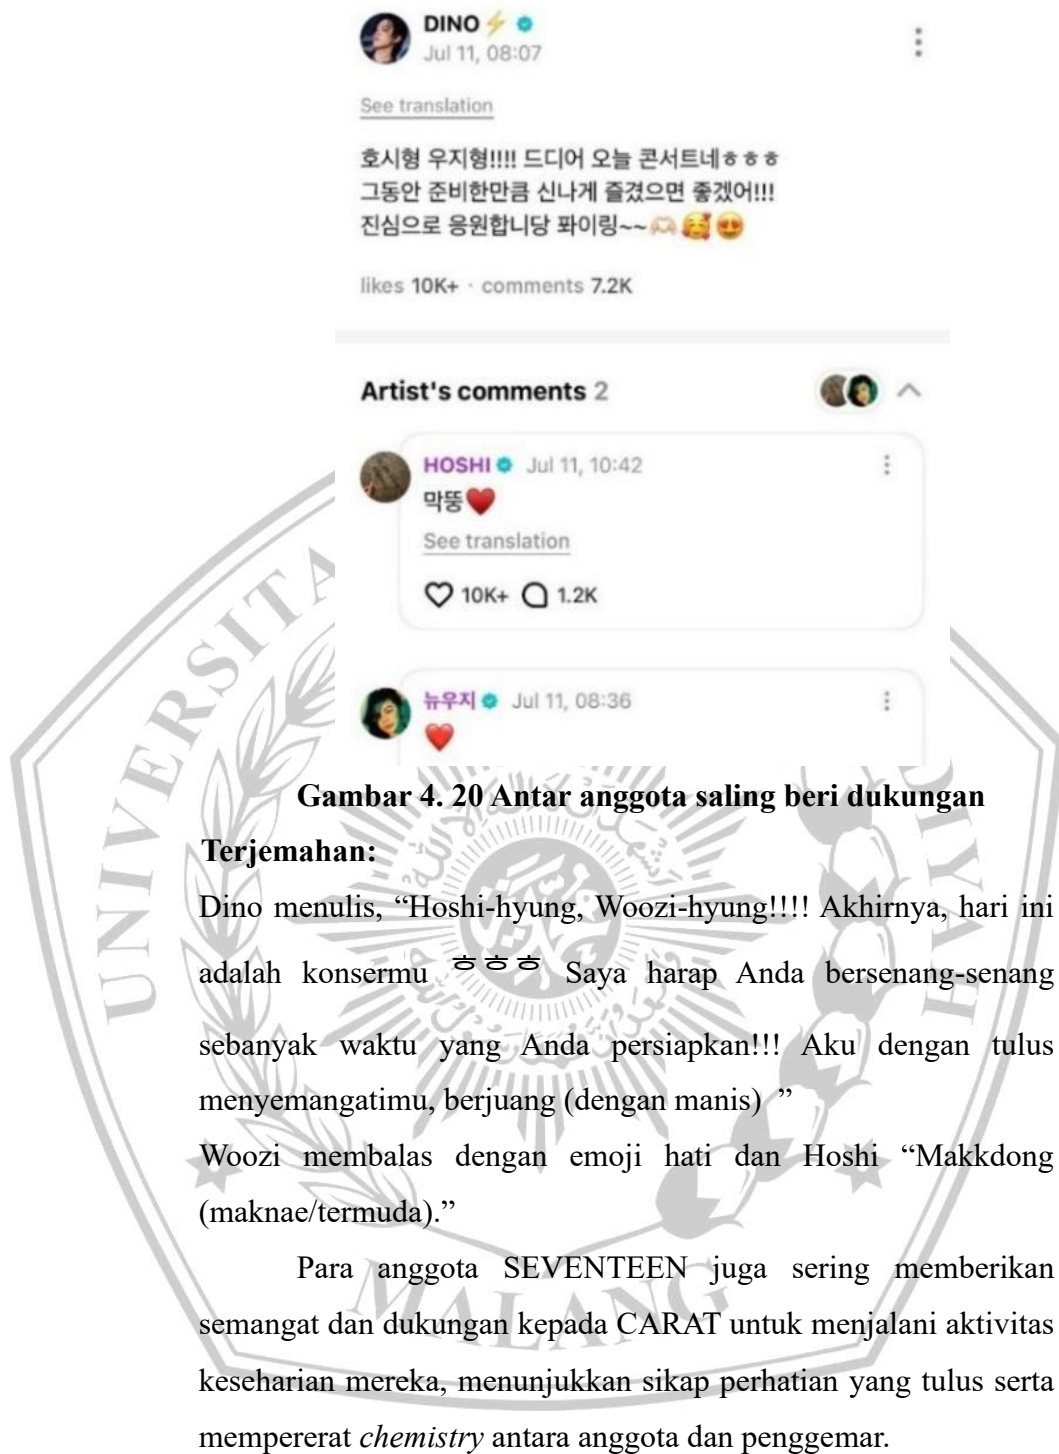 DINO⚡
Jul 11, 08:07
See translation
호시형 우지형!!!! 드디어 오늘 콘서트네ㅎㅎㅎ
그동안 준비한만큼 신나게 즐겼으면 좋겠어!!!
진심으로 응원합니당 퐈이링~~🫶🥰😍
likes 10K+ · comments 7.2K
Artist's comments 2
HOSHI Jul 11, 10:42
막뚱❤️
See translation
10K+ 1.2K
뉴우지 Jul 11, 08:36
❤️
Gambar 4. 20 Antar anggota saling beri dukungan
Terjemahan:
Dino menulis, “Hoshi-hyung, Woozi-hyung!!!! Akhirnya, hari ini
adalah konsermu ㅎㅎㅎ Saya harap Anda bersenang-senang
sebanyak waktu yang Anda persiapkan!!! Aku dengan tulus
menyemangatimu, berjuang (dengan manis) ”
Woozi membalas dengan emoji hati dan Hoshi “Makkdong
(maknae/termuda).”
Para anggota SEVENTEEN juga sering memberikan
semangat dan dukungan kepada CARAT untuk menjalani aktivitas
keseharian mereka, menunjukkan sikap perhatian yang tulus serta
mempererat chemistry antara anggota dan penggemar.
MALANG